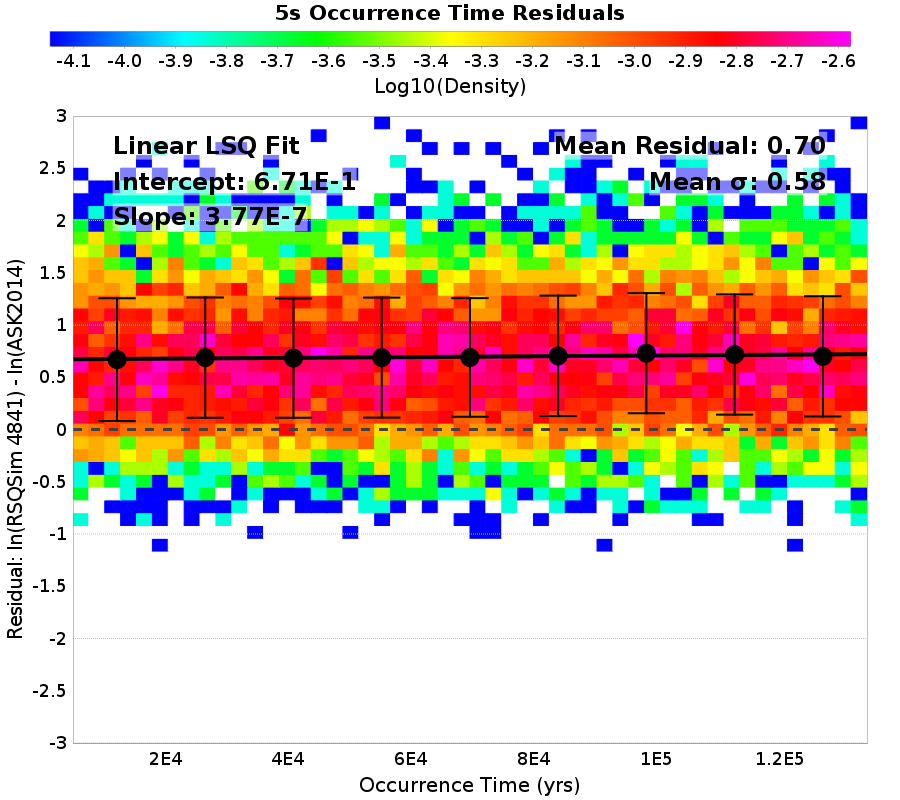 5s Occurrence Time Residuals
-4.1 -4.0 -3.9 -3.8 -3.7 -3.6 -3.5 -3.4 -3.3 -3.2 -3.1 -3.0 -2.9 -2.8 -2.7 -2.6
Log10(Density)
Linear LSQ Fit
Intercept: 6.71E-1
Slope: 3.77E-7
Mean Residual: 0.70
Mean σ: 0.58
Residual: ln(RSQSim 4841) - ln(ASK2014)
3
2.5
2
1.5
1
0.5
0
-0.5
-1
-1.5
-2
-2.5
-3
2E4 4E4 6E4 8E4 1E5 1.2E5
Occurrence Time (yrs)